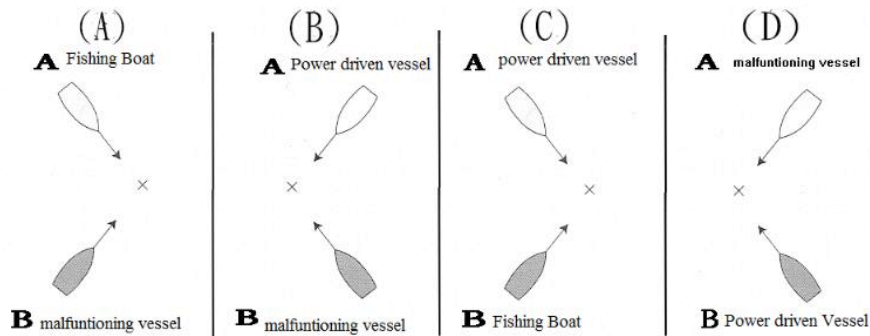 (A)
A Fishing Boat
B malfuntioning vessel
(B)
A Power driven vessel
B malfuntioning vessel
(C)
A power driven vessel
B Fishing Boat
(D)
A malfuntioning vessel
B Power driven Vessel